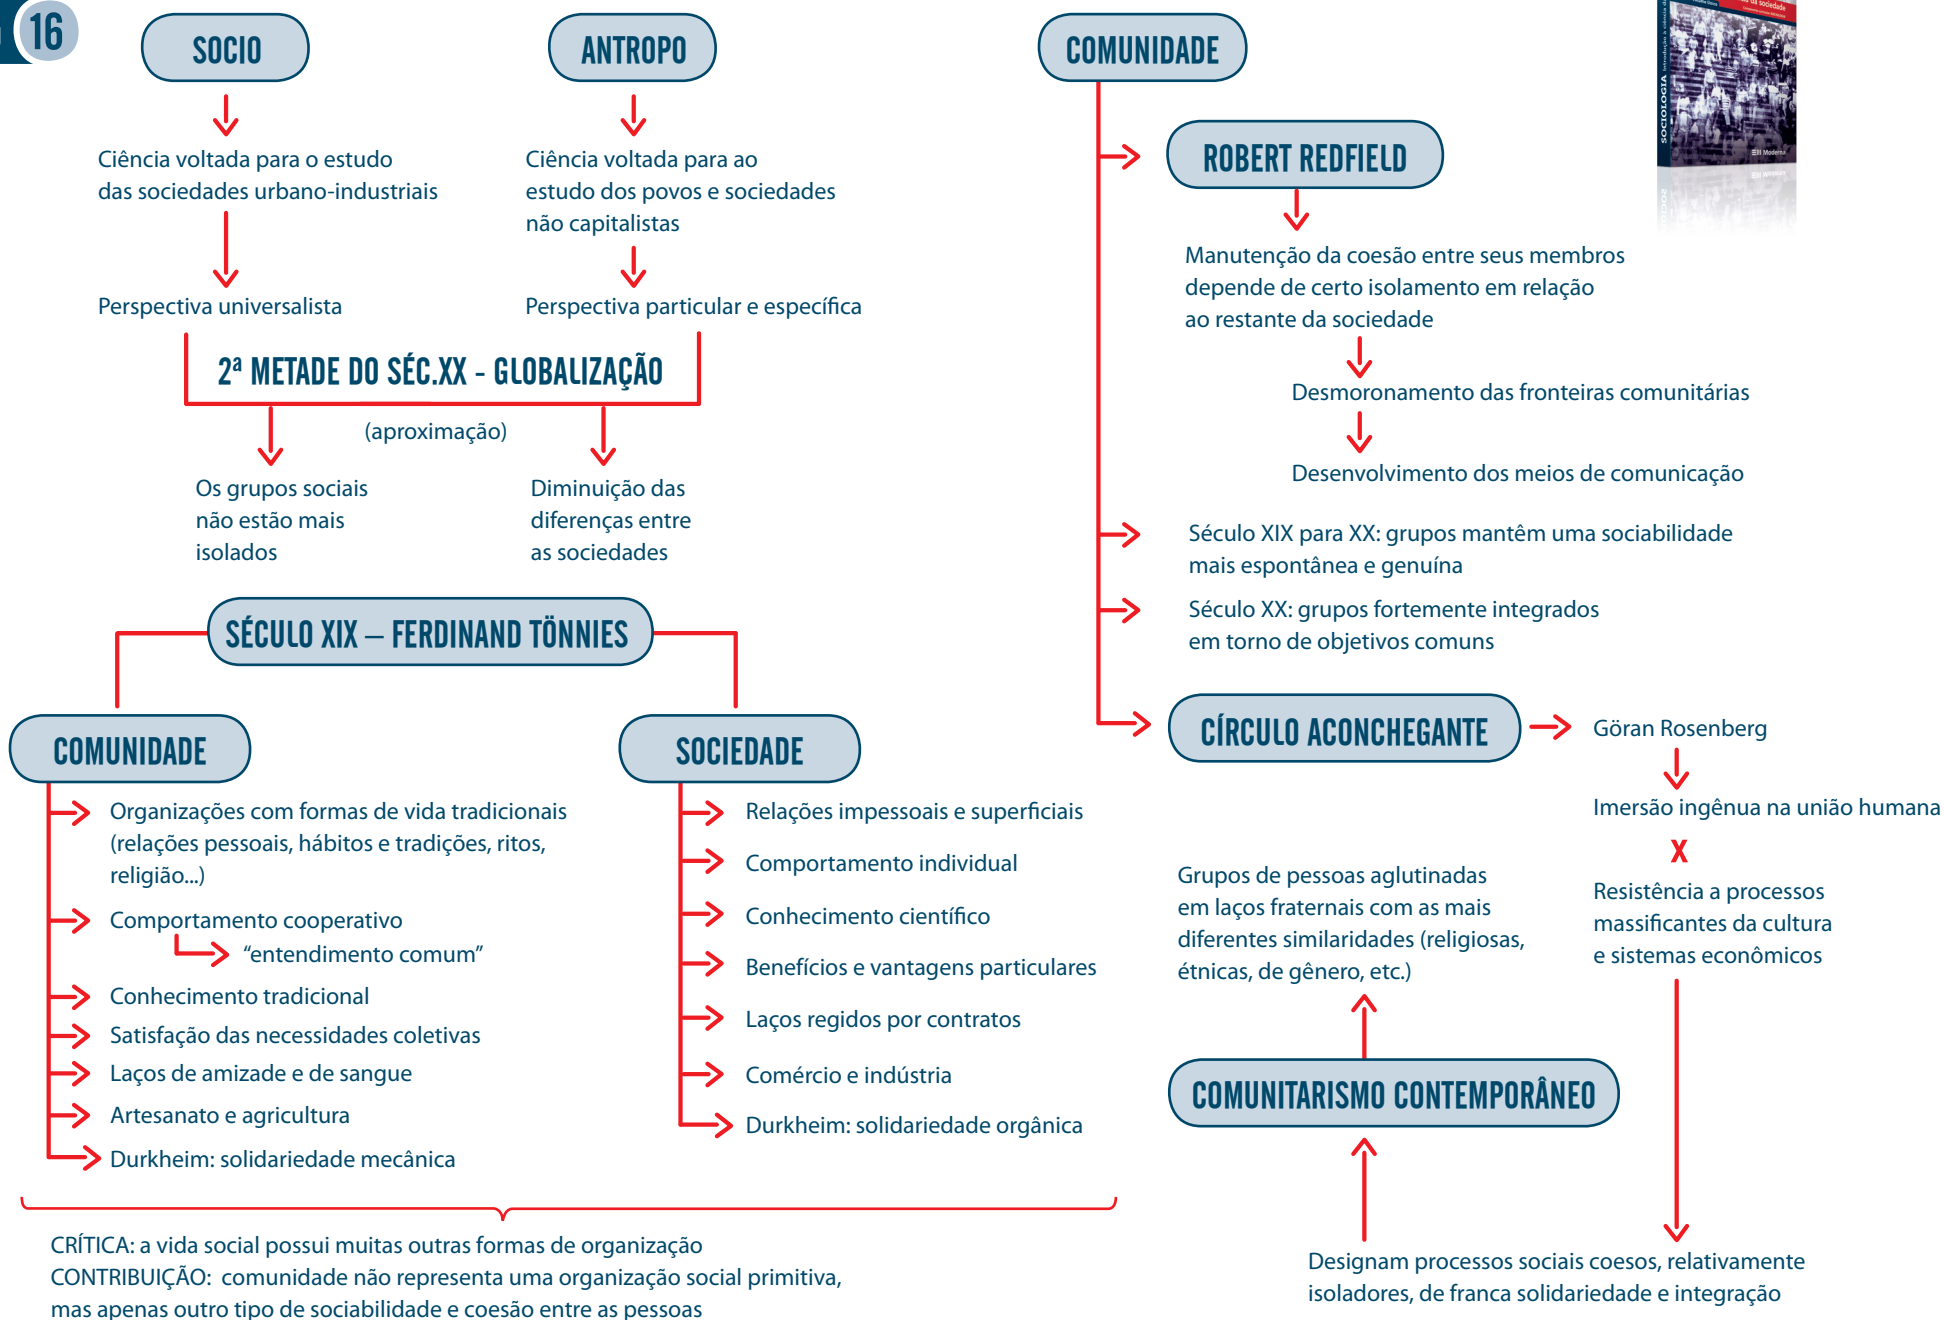 16
SOCIO
Ciência voltada para o estudo
das sociedades urbano-industriais
Perspectiva universalista
ANTROPO
Ciência voltada para ao
estudo dos povos e sociedades
não capitalistas
Perspectiva particular e específica
2ª METADE DO SÉC.XX - GLOBALIZAÇÃO
(aproximação)
Os grupos sociais
não estão mais
isolados
Diminuição das
diferenças entre
as sociedades
SÉCULO XIX – FERDINAND TÖNNIES
COMUNIDADE
Organizações com formas de vida tradicionais
(relações pessoais, hábitos e tradições, ritos,
religião...)
Comportamento cooperativo
“entendimento comum”
Conhecimento tradicional
Satisfação das necessidades coletivas
Laços de amizade e de sangue
Artesanato e agricultura
Durkheim: solidariedade mecânica
SOCIEDADE
Relações impessoais e superficiais
Comportamento individual
Conhecimento científico
Benefícios e vantagens particulares
Laços regidos por contratos
Comércio e indústria
Durkheim: solidariedade orgânica
CRÍTICA: a vida social possui muitas outras formas de organização
CONTRIBUIÇÃO: comunidade não representa uma organização social primitiva,
mas apenas outro tipo de sociabilidade e coesão entre as pessoas
COMUNIDADE
ROBERT REDFIELD
Manutenção da coesão entre seus membros
depende de certo isolamento em relação
ao restante da sociedade
Desmoronamento das fronteiras comunitárias
Desenvolvimento dos meios de comunicação
Século XIX para XX: grupos mantêm uma sociabilidade
mais espontânea e genuína
Século XX: grupos fortemente integrados
em torno de objetivos comuns
CÍRCULO ACONCHEGANTE
Göran Rosenberg
Imersão ingênua na união humana
X
Resistência a processos
massificantes da cultura
e sistemas econômicos
Grupos de pessoas aglutinadas
em laços fraternais com as mais
diferentes similaridades (religiosas,
étnicas, de gênero, etc.)
COMUNITARISMO CONTEMPORÂNEO
Designam processos sociais coesos, relativamente
isoladores, de franca solidariedade e integração
SOCIOLOGIA
da sociedade
Moderna